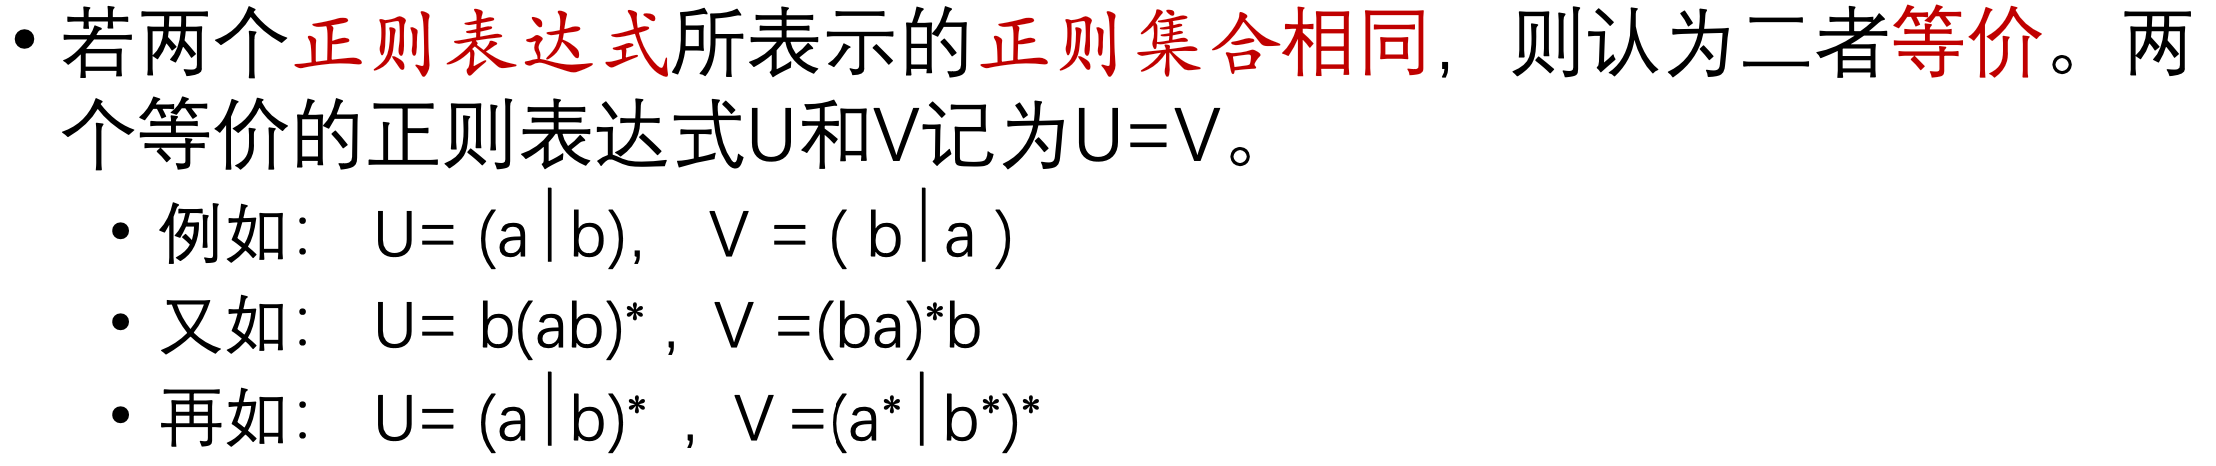 • 若两个正则表达式所表示的正则集合相同，则认为二者等价。两
个等价的正则表达式U和V记为U=V。
• 例如： U= (a|b), V = ( b|a )
• 又如： U= b(ab)* , V =(ba)*b
• 再如： U= (a|b)* , V =(a*|b*)*